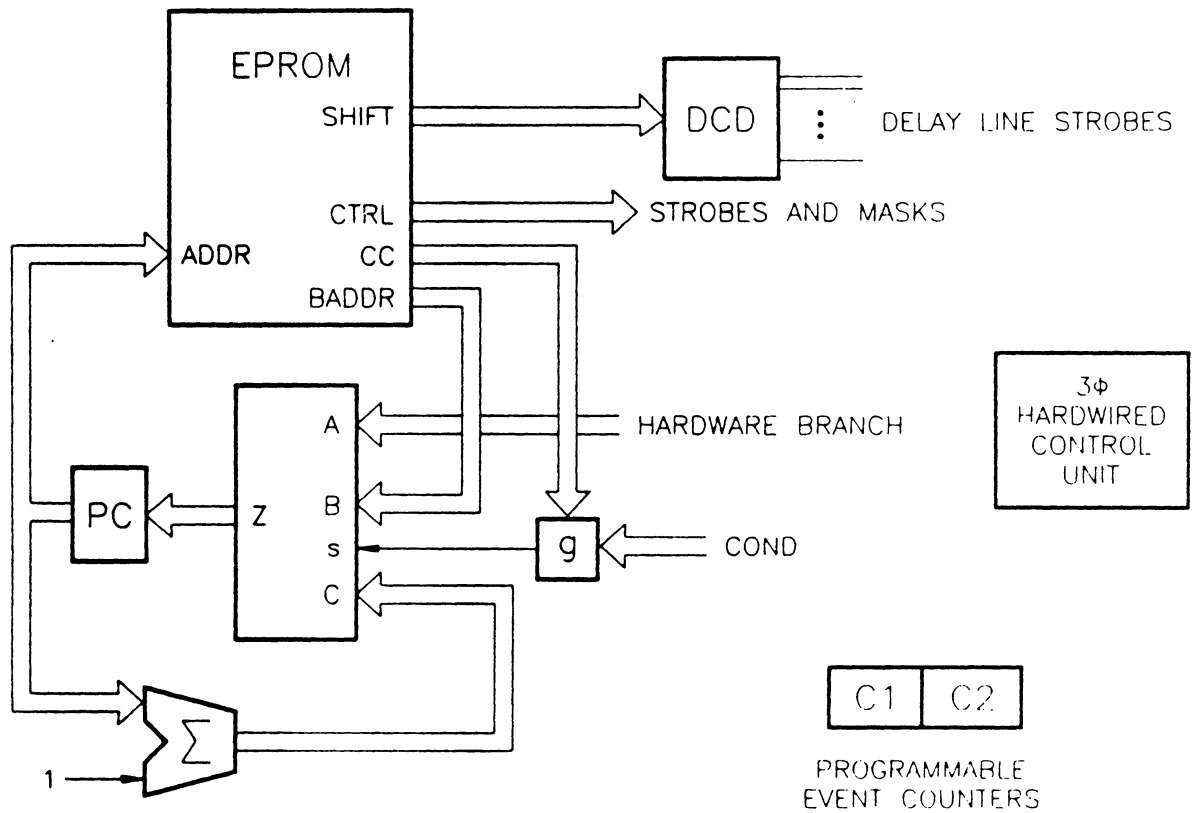 EPROM
SHIFT
DCD
DELAY LINE STROBES
CTRL
STROBES AND MASKS
ADDR
CC
BADDR
A
HARDWARE BRANCH
3Φ
HARDWIRED
CONTROL
UNIT
PC
Z
B
s
g
COND
C
Σ
1
C1
C2
PROGRAMMABLE
EVENT COUNTERS